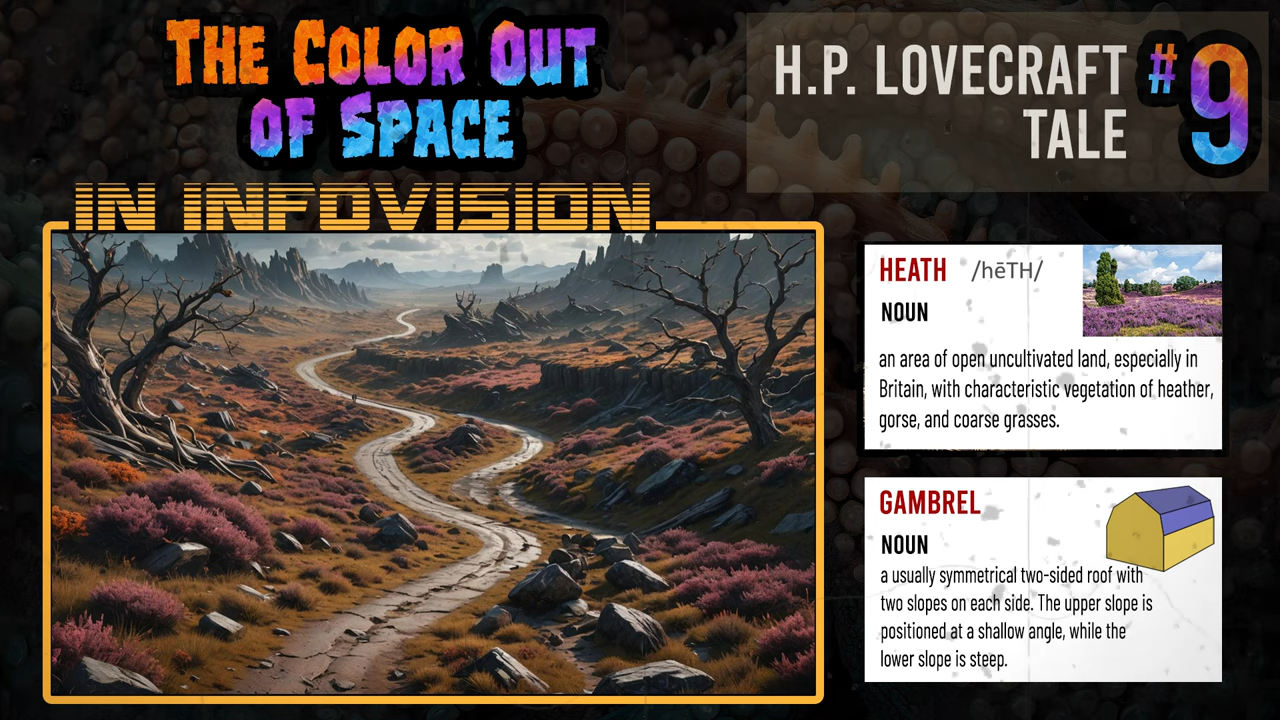 The Color Out
of Space
IN INFOVISION
H.P. LOVECRAFT
TALE
#9
HEATH /hēTH/
NOUN
an area of open uncultivated land, especially in
Britain, with characteristic vegetation of heather,
gorse, and coarse grasses.
GAMBREL
NOUN
a usually symmetrical two-sided roof with
two slopes on each side. The upper slope is
positioned at a shallow angle, while the
lower slope is steep.